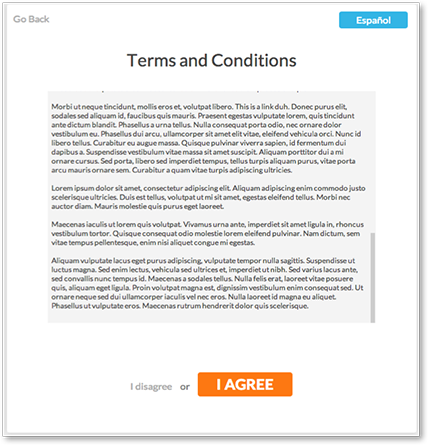 Go Back
Español
Terms and Conditions
Morbi ut neque tincidunt, mollis eros et, volutpat libero. This is a link duh. Donec purus elit,
sodales sed aliquam id, faucibus quis mauris. Praesent egestas vulputate lorem, quis tincidunt
ante dictum blandit. Phasellus a urna tellus. Nulla consequat porta odio, nec ornare dolor
vestibulum eu. Phasellus dui arcu, ullamcorper sit amet elit vitae, eleifend vehicula orci. Nunc id
libero tellus. Curabitur eu augue massa. Quisque pulvinar viverra sapien, id fermentum dui
dapibus a. Suspendisse vestibulum vitae massa sit amet suscipit. Aliquam porttitor dui a mi
ornare cursus. Sed porta, libero sed imperdiet tempus, tellus turpis aliquam purus, vitae porta
arcu mauris ornare sem. Curabitur a quam vitae turpis adipiscing ultricies.
Lorem ipsum dolor sit amet, consectetur adipiscing elit. Aliquam adipiscing enim commodo justo
scelerisque ultricies. Duis est tellus, volutpat ut mi sit amet, egestas eleifend tellus. Morbi nec
auctor diam. Mauris molestie quis purus eget laoreet.
Maecenas iaculis ut lorem quis volutpat. Vivamus urna ante, imperdiet sit amet ligula in, rhoncus
vestibulum tortor. Quisque consequat odio molestie lorem eleifend pulvinar. Nam dictum, sem
vitae tempus pellentesque, enim nisi aliquet congue mi egestas.
Aliquam vulputate lacus eget purus adipiscing, vulputate tempor nulla sagittis. Suspendisse ut
luctus magna. Sed enim lectus, vehicula sed ultrices et, imperdiet ut nibh. Sed varius lacus ante,
sed convallis nunc tempus id. Maecenas a sodales tellus. Nulla felis erat, laoreet vitae posuere
quis, aliquam eget ligula. Proin volutpat magna est, dignissim vestibulum enim consequat sed. Ut
ornare neque sed dui ullamcorper iaculis vel nec eros. Nulla laoreet id magna eu aliquet.
Phasellus ut vulputate eros. Maecenas rutrum hendrerit dolor quis scelerisque.
I disagree or I AGREE